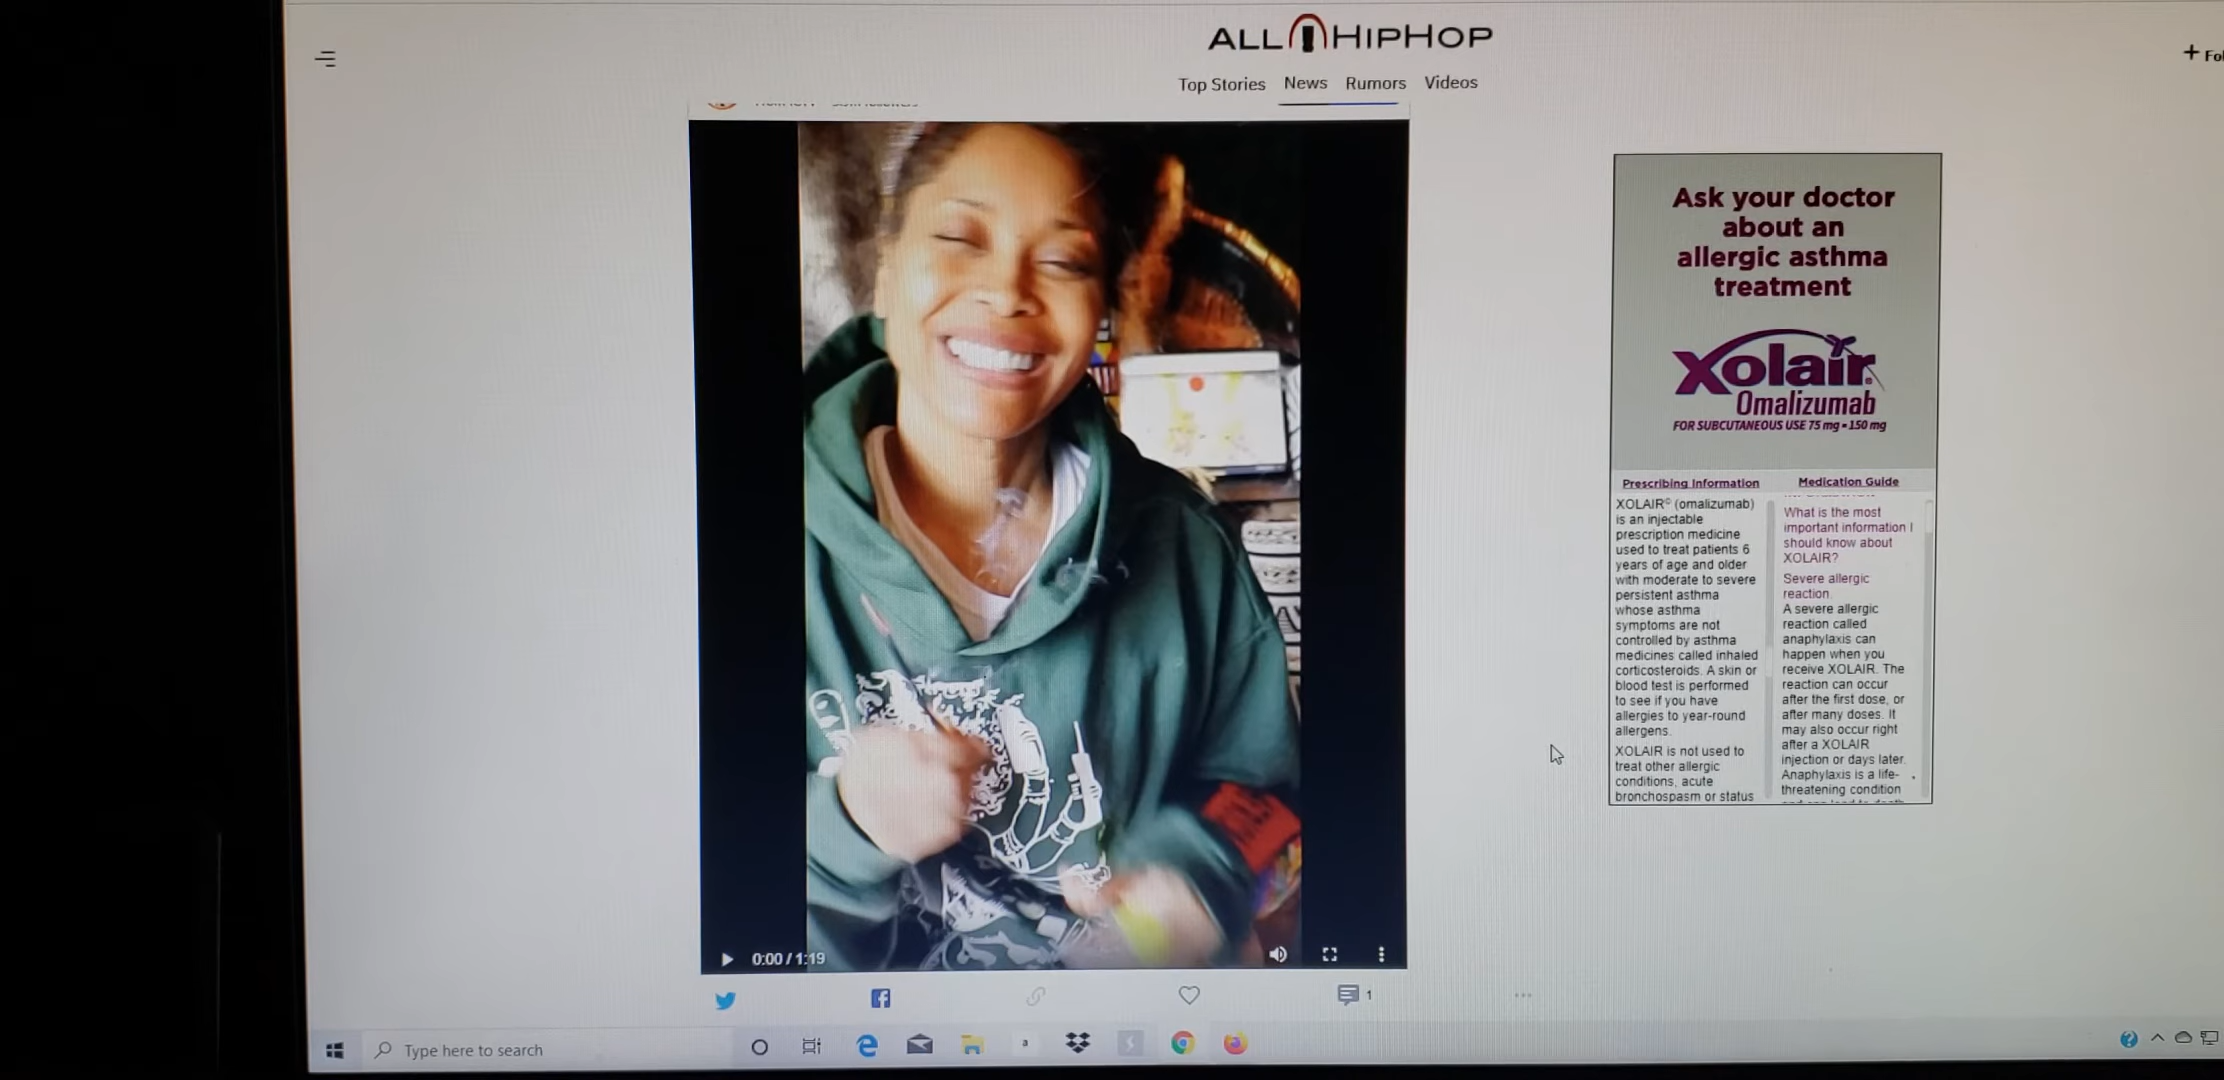 ALL HIPHOP
+ Fol
Top Stories News Rumors Videos
Ask your doctor
about an
allergic asthma
treatment
Xolair®
Omalizumab
FOR SUBCUTANEOUS USE 75 mg • 150 mg
Prescribing Information
XOLAIR® (omalizumab)
is an injectable
prescription medicine
used to treat patients 6
years of age and older
with moderate to severe
persistent asthma
whose asthma
symptoms are not
controlled by asthma
medicines called inhaled
corticosteroids. A skin or
blood test is performed
to see if you have
allergies to year-round
allergens.
XOLAIR is not used to
treat other allergic
conditions, acute
bronchospasm or status
Medication Guide
What is the most
important information I
should know about
XOLAIR?
Severe allergic
reaction.
A severe allergic
reaction called
anaphylaxis can
happen when you
receive XOLAIR. The
reaction can occur
after the first dose, or
after many doses. It
may also occur right
after a XOLAIR
injection or days later.
Anaphylaxis is a life-
threatening condition
0:00 / 1:19
1
Type here to search